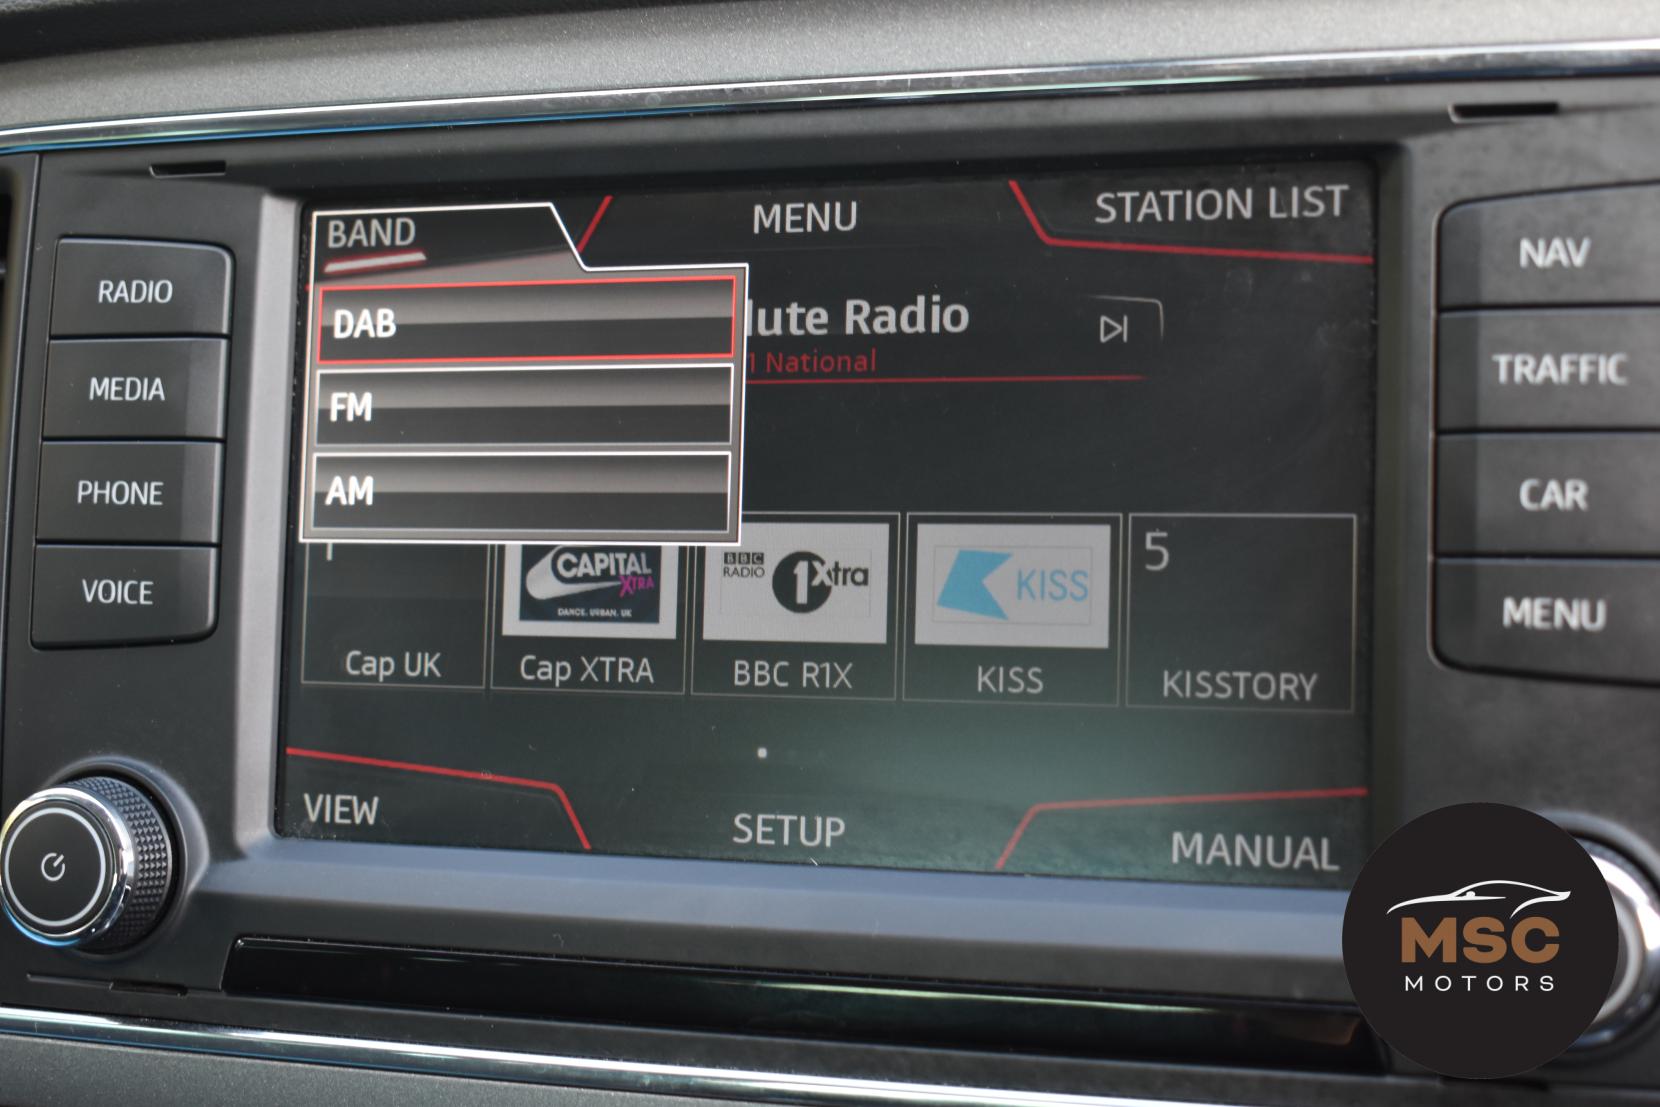 BAND
MENU
STATION LIST
DAB
FM
AM
lute Radio
1 National
RADIO
MEDIA
PHONE
VOICE
NAV
TRAFFIC
CAR
MENU
CAPITAL
XTRA
DANCE. URBAN. UK
BBC
RADIO
1Xtra
KISS
5
Cap UK
Cap XTRA
BBC R1X
KISS
KISSTORY
VIEW
SETUP
MANUAL
MSC
MOTORS